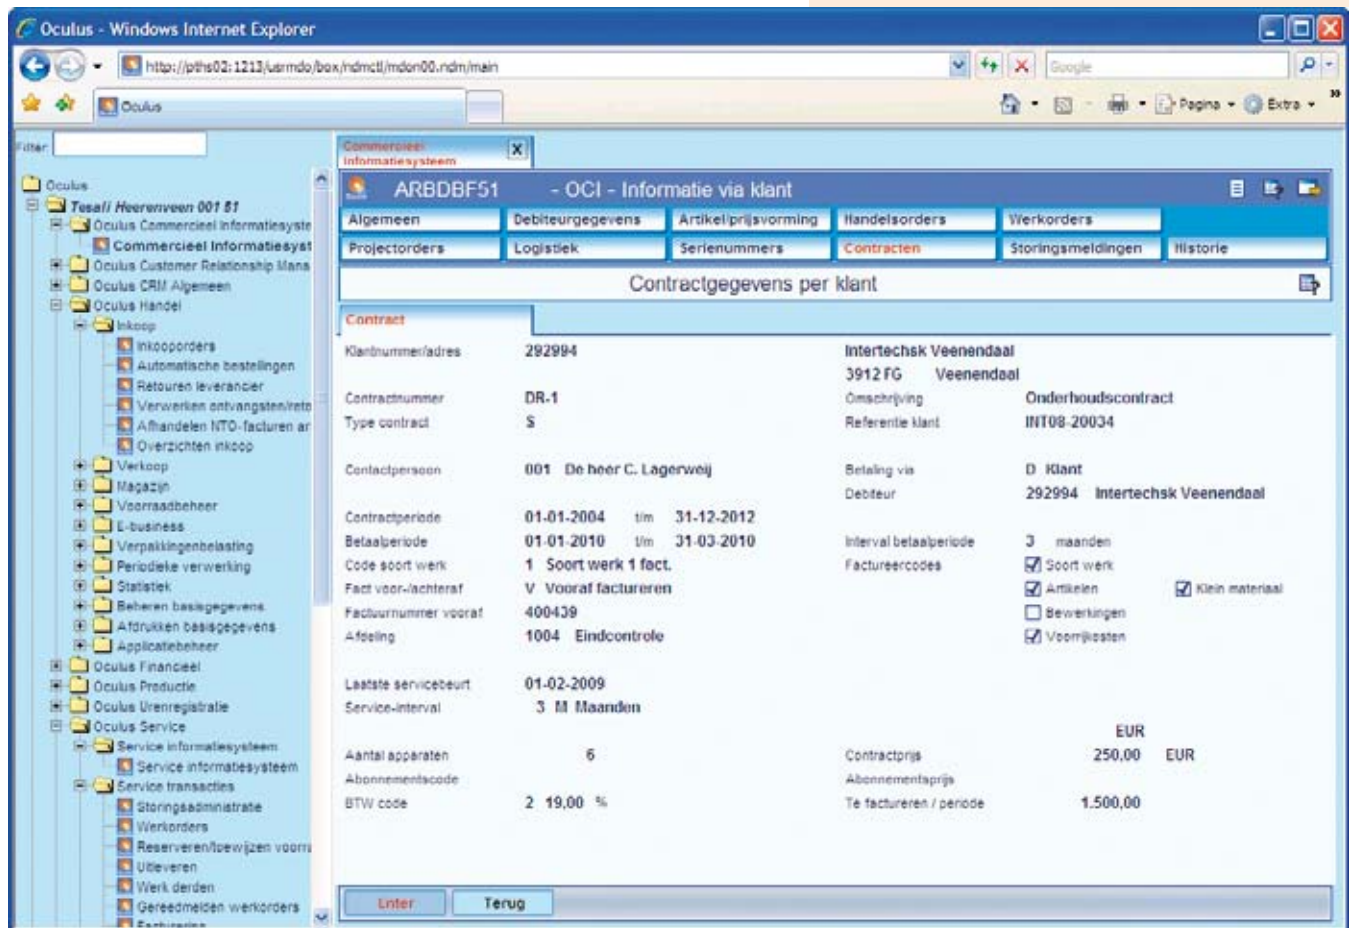 Oculus - Windows Internet Explorer
http://pths02:1213/usrmdo/box/ndmctl/mdon00.ndm/main
Google
Oculus
Pagina Extra
Filter
Oculus
Tosali Heerenveen 001 51
Oculus Commercieel Informatiesyste
Commercieel Informatiesyst
Oculus Customer Relationship Mana
Oculus CRM Algemeen
Oculus Handel
Inkoop
Inkooporders
Automatische bestellingen
Retouren leverancier
Verwerken ontvangsten/reto
Afhandelen NTO-facturen ar
Overzichten inkoop
Verkoop
Magazijn
Voorraadbeheer
E-business
Verpakkingenbelasting
Periodieke verwerking
Statistiek
Beheren basisgegevens
Afdrukken basisgegevens
Applicatiebeheer
Oculus Financieel
Oculus Productie
Oculus Urenregistratie
Oculus Service
Service informatiesysteem
Service informatiesysteem
Service transacties
Storingsadministratie
Werkorders
Reserveren/toewijzen voorra
Uitleveren
Werk derden
Gereedmelden werkorders
Facturering
Commercieel
Informatiesysteem
X
ARBDBF51 - OCI - Informatie via klant
Algemeen Debiteurgegevens Artikel/prijsvorming Handelsorders Werkorders
Projectorders Logistiek Serienummers Contracten Storingsmeldingen Historie
Contractgegevens per klant
Contract
Klantnummer/adres 292994 Intertechsk Veenendaal
3912 FG Veenendaal
Contractnummer DR-1 Omschrijving Onderhoudscontract
Type contract S Referentie klant INT08-20034
Contactpersoon 001 De heer C. Lagerweij Betaling via D Klant
Debiteur 292994 Intertechsk Veenendaal
Contractperiode 01-01-2004 t/m 31-12-2012
Betaalperiode 01-01-2010 t/m 31-03-2010 Interval betaalperiode 3 maanden
Code soort werk 1 Soort werk 1 fact. Factureercodes Soort werk
Fact voor-/achteraf V Vooraf factureren Artikelen Klein materiaal
Factuurnummer vooraf 400439 Bewerkingen
Afdeling 1004 Eindcontrole Voorrijkosten
Laatste servicebeurt 01-02-2009
Service-interval 3 M Maanden
EUR
Aantal apparaten 6 Contractprijs 250,00 EUR
Abonnementscode Abonnementsprijs
BTW code 2 19,00 % Te factureren / periode 1.500,00
Enter Terug